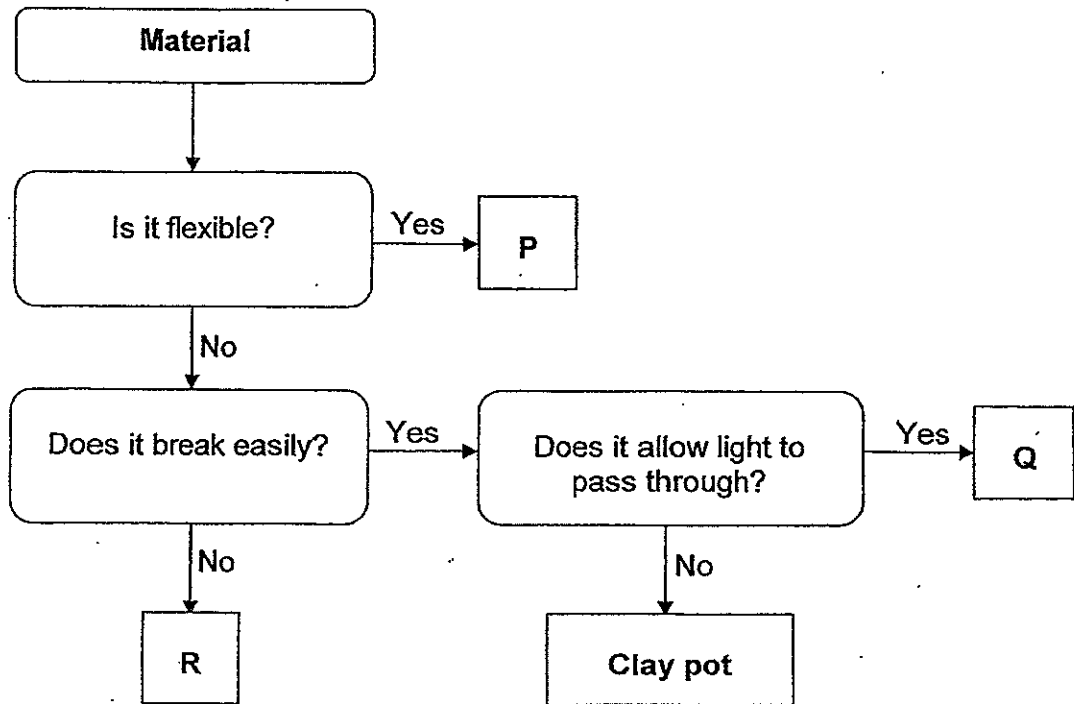 Material
Is it flexible?
Yes
P
No
Does it break easily?
Yes
Does it allow light to
pass through?
Yes
Q
No
No
R
Clay pot